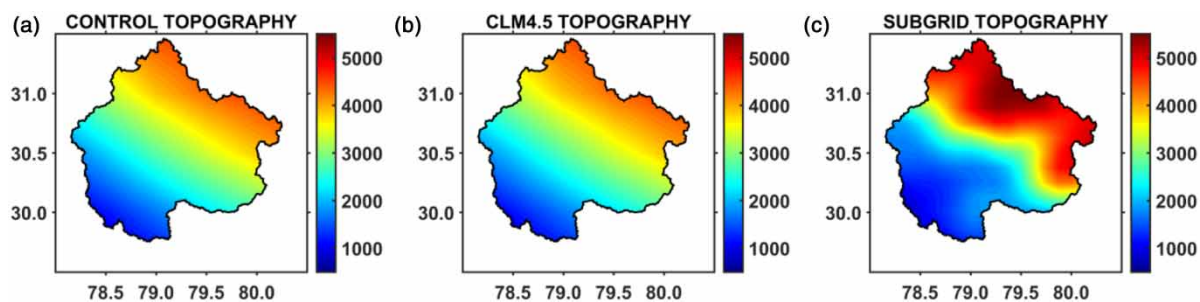 (a) CONTROL TOPOGRAPHY (b) CLM4.5 TOPOGRAPHY (c) SUBGRID TOPOGRAPHY
5000 5000 5000
31.0 31.0 31.0
4000 4000 4000
30.5 3000 30.5 3000 30.5 3000
2000 2000 2000
30.0 30.0 30.0
1000 1000 1000
78.5 79.0 79.5 80.0 78.5 79.0 79.5 80.0 78.5 79.0 79.5 80.0